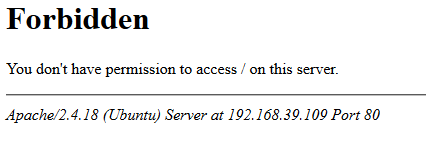 Forbidden
You don't have permission to access / on this server.
Apache/2.4.18 (Ubuntu) Server at 192.168.39.109 Port 80